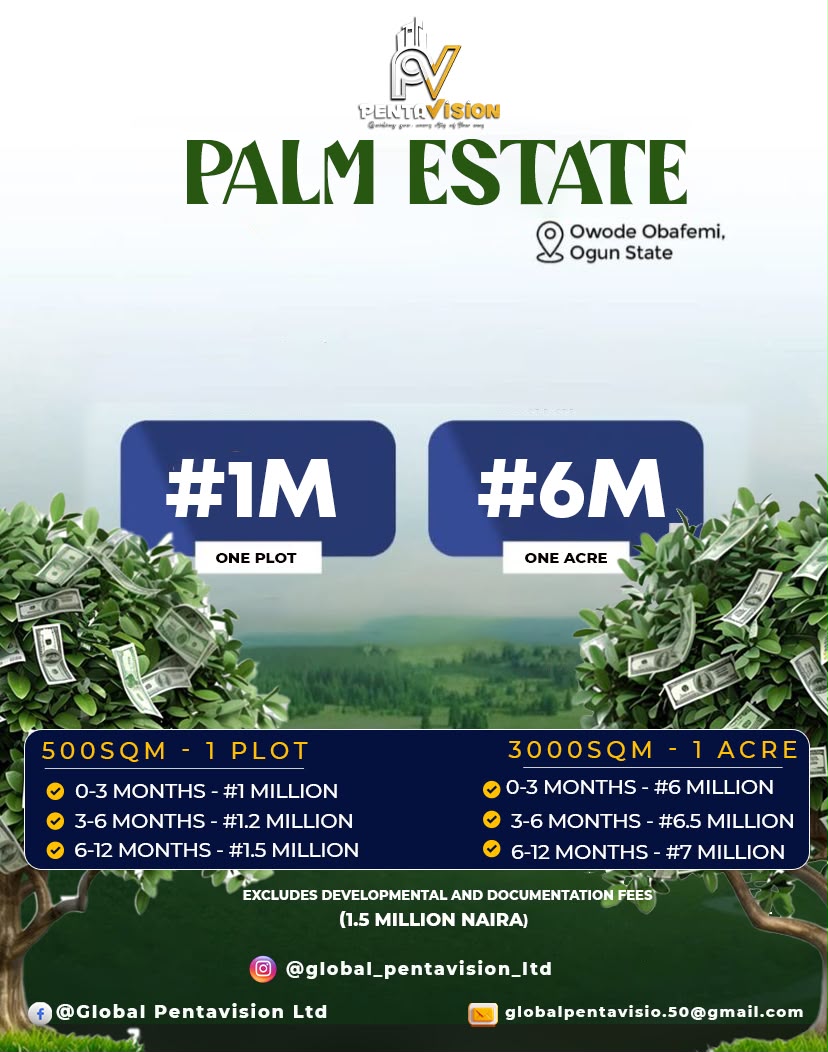 PV
PENTAVISION
PALM ESTATE
Owode Obafemi,
Ogun State
#1M
ONE PLOT
#6M
ONE ACRE
500SQM - 1 PLOT
0-3 MONTHS - #1 MILLION
3-6 MONTHS - #1.2 MILLION
6-12 MONTHS - #1.5 MILLION
3000SQM - 1 ACRE
0-3 MONTHS - #6 MILLION
3-6 MONTHS - #6.5 MILLION
6-12 MONTHS - #7 MILLION
EXCLUDES DEVELOPMENTAL AND DOCUMENTATION FEES
(1.5 MILLION NAIRA)
@global_pentavision_ltd
@Global Pentavision Ltd
globalpentavisio.50@gmail.com